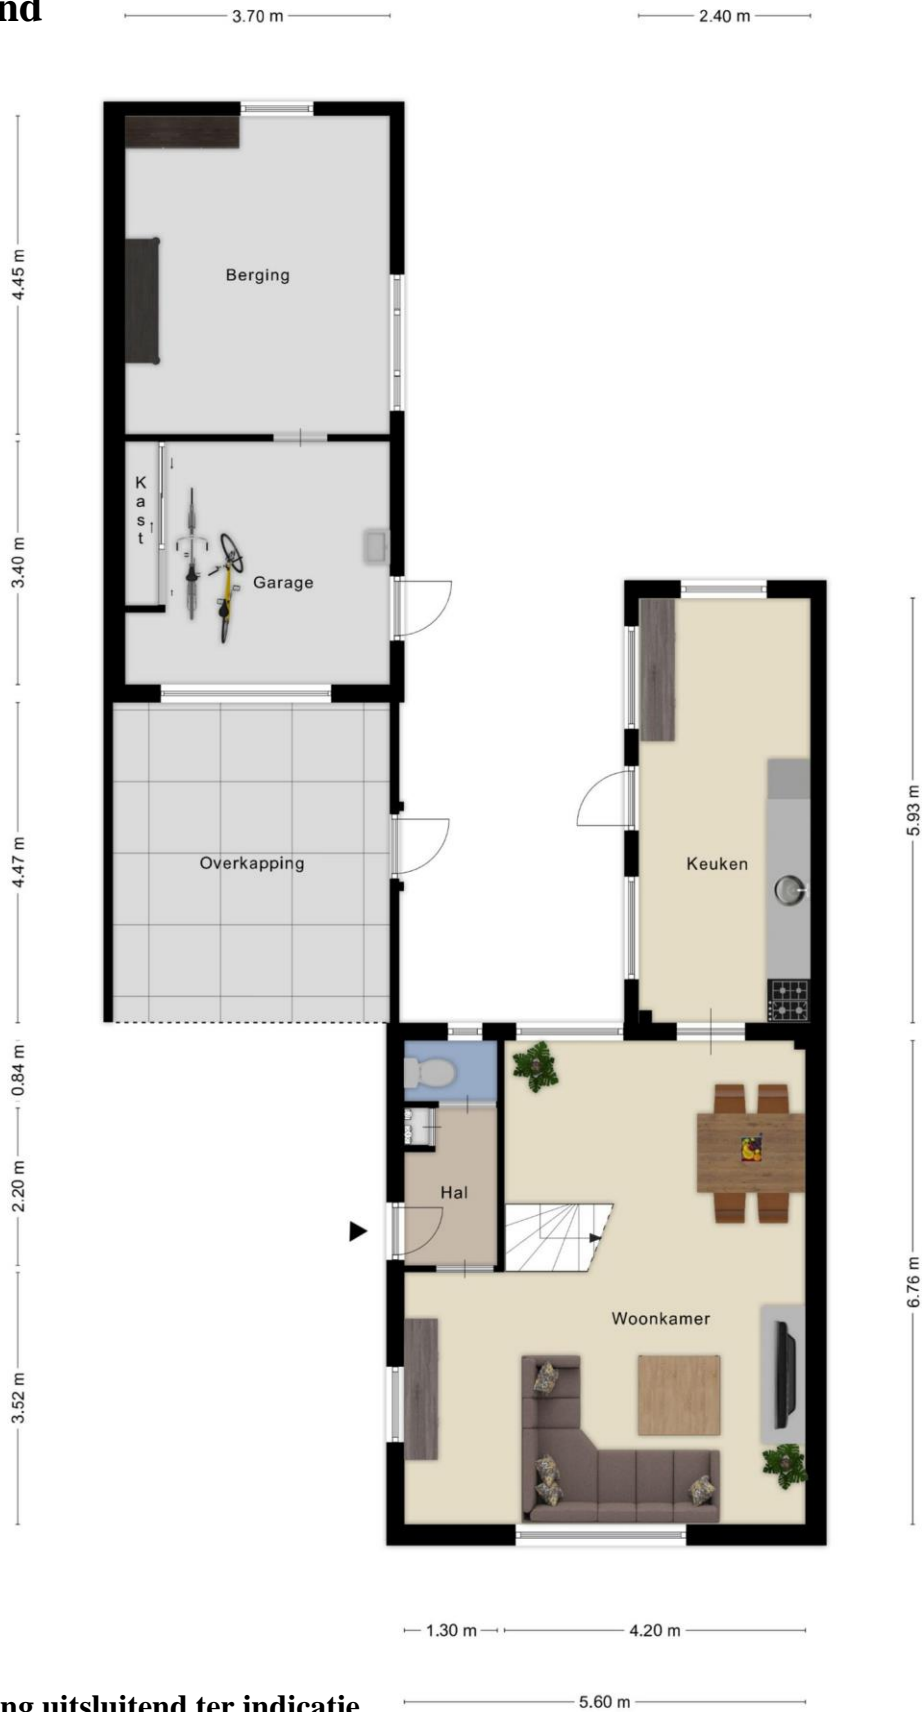 nd
3.70 m
2.40 m
4.45 m
Berging
Kast
3.40 m
Garage
5.93 m
4.47 m
Overkapping
Keuken
0.84 m
2.20 m
Hal
6.76 m
Woonkamer
3.52 m
1.30 m
4.20 m
5.60 m
ng uitsluitend ter indicatie